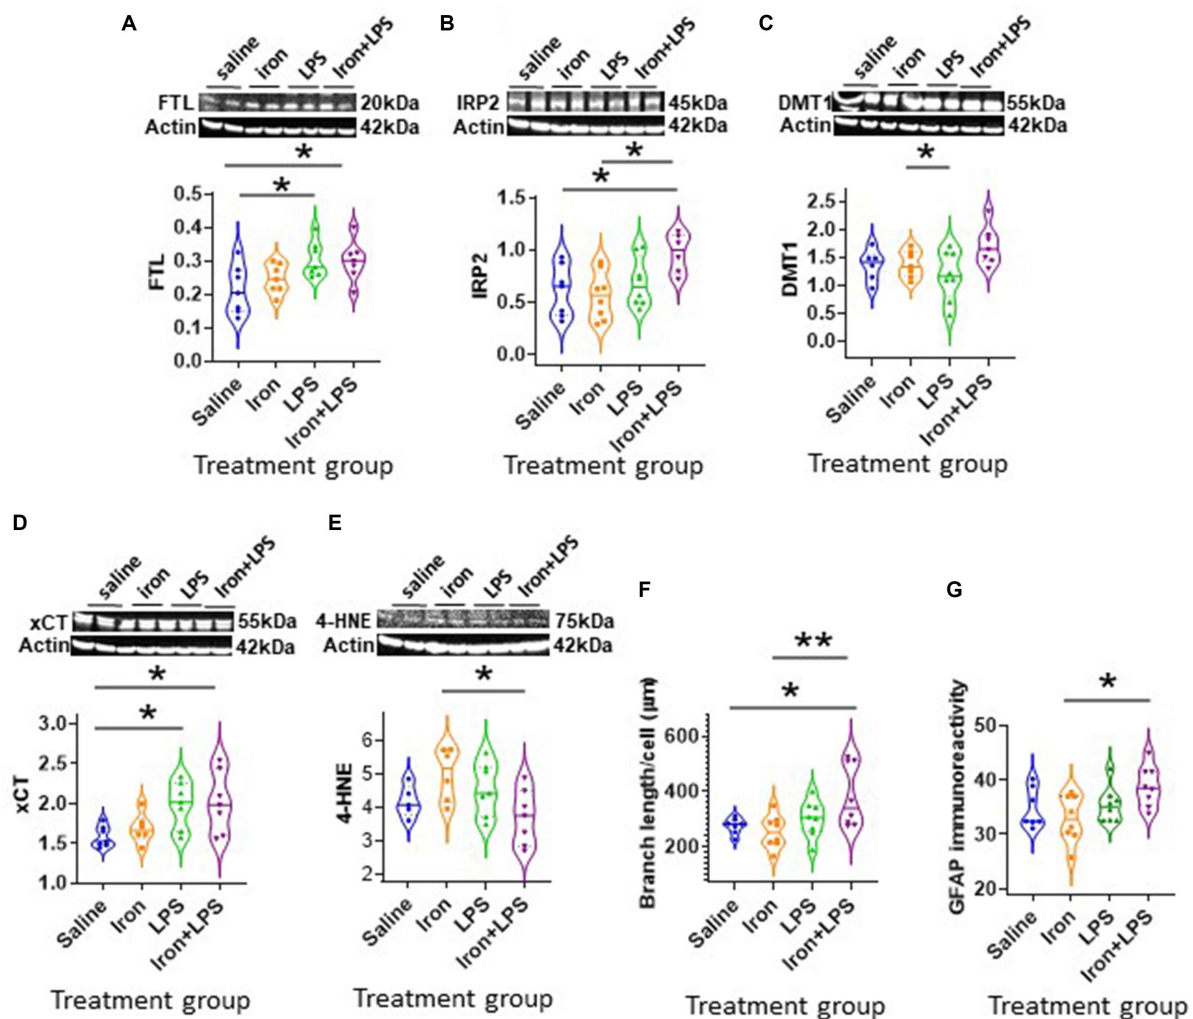 A
saline iron LPS Iron+LPS
FTL 20kDa
Actin 42kDa
*
*
0.5
0.4
0.3
0.2
0.1
0.0
FTL
Saline Iron LPS Iron+LPS
Treatment group
B
saline iron LPS Iron+LPS
IRP2 45kDa
Actin 42kDa
*
*
1.5
1.0
0.5
0.0
IRP2
Saline Iron LPS Iron+LPS
Treatment group
C
saline iron LPS Iron+LPS
DMT1 55kDa
Actin 42kDa
*
2.5
2.0
1.5
1.0
0.5
0.0
DMT1
Saline Iron LPS Iron+LPS
Treatment group
D
saline iron LPS Iron+LPS
xCT 55kDa
Actin 42kDa
*
*
3.0
2.5
2.0
1.5
1.0
xCT
Saline Iron LPS Iron+LPS
Treatment group
E
saline iron LPS Iron+LPS
4-HNE 75kDa
Actin 42kDa
*
6
5
4
3
2
4-HNE
Saline Iron LPS Iron+LPS
Treatment group
F
**
*
600
400
200
Branch length/cell (µm)
Saline Iron LPS Iron+LPS
Treatment group
G
*
50
40
30
20
GFAP immunoreactivity
Saline Iron LPS Iron+LPS
Treatment group